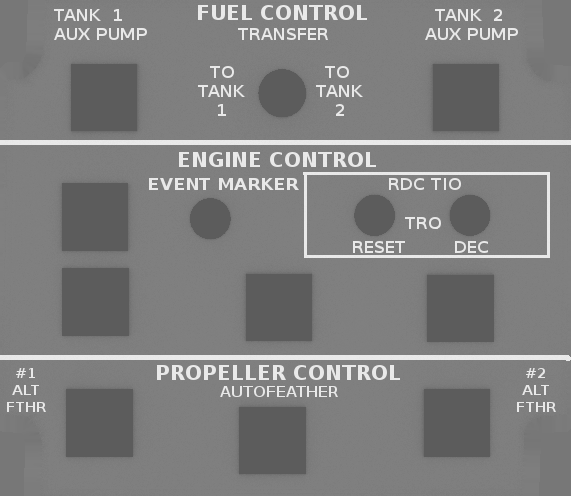 FUEL CONTROL
TANK 1
AUX PUMP
TRANSFER
TANK 2
AUX PUMP
TO
TANK
1
TO
TANK
2
ENGINE CONTROL
EVENT MARKER
RDC TIO
TRO
RESET
DEC
PROPELLER CONTROL
AUTOFEATHER
#1
ALT
FTHR
#2
ALT
FTHR